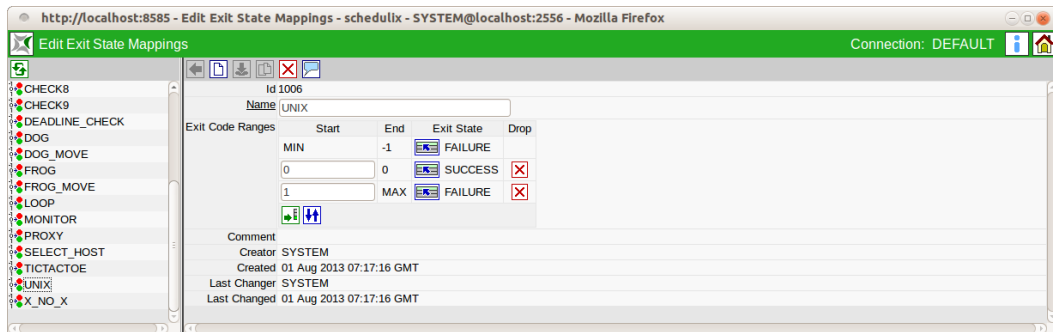 http://localhost:8585 - Edit Exit State Mappings - schedulix - SYSTEM@localhost:2556 - Mozilla Firefox
Edit Exit State Mappings
Connection: DEFAULT
CHECK8
CHECK9
DEADLINE_CHECK
DOG
DOG_MOVE
FROG
FROG_MOVE
LOOP
MONITOR
PROXY
SELECT_HOST
TICTACTOE
UNIX
X_NO_X
Id 1006
Name UNIX
Exit Code Ranges Start End Exit State Drop
MIN -1 FAILURE
0 0 SUCCESS
1 MAX FAILURE
Comment
Creator SYSTEM
Created 01 Aug 2013 07:17:16 GMT
Last Changer SYSTEM
Last Changed 01 Aug 2013 07:17:16 GMT